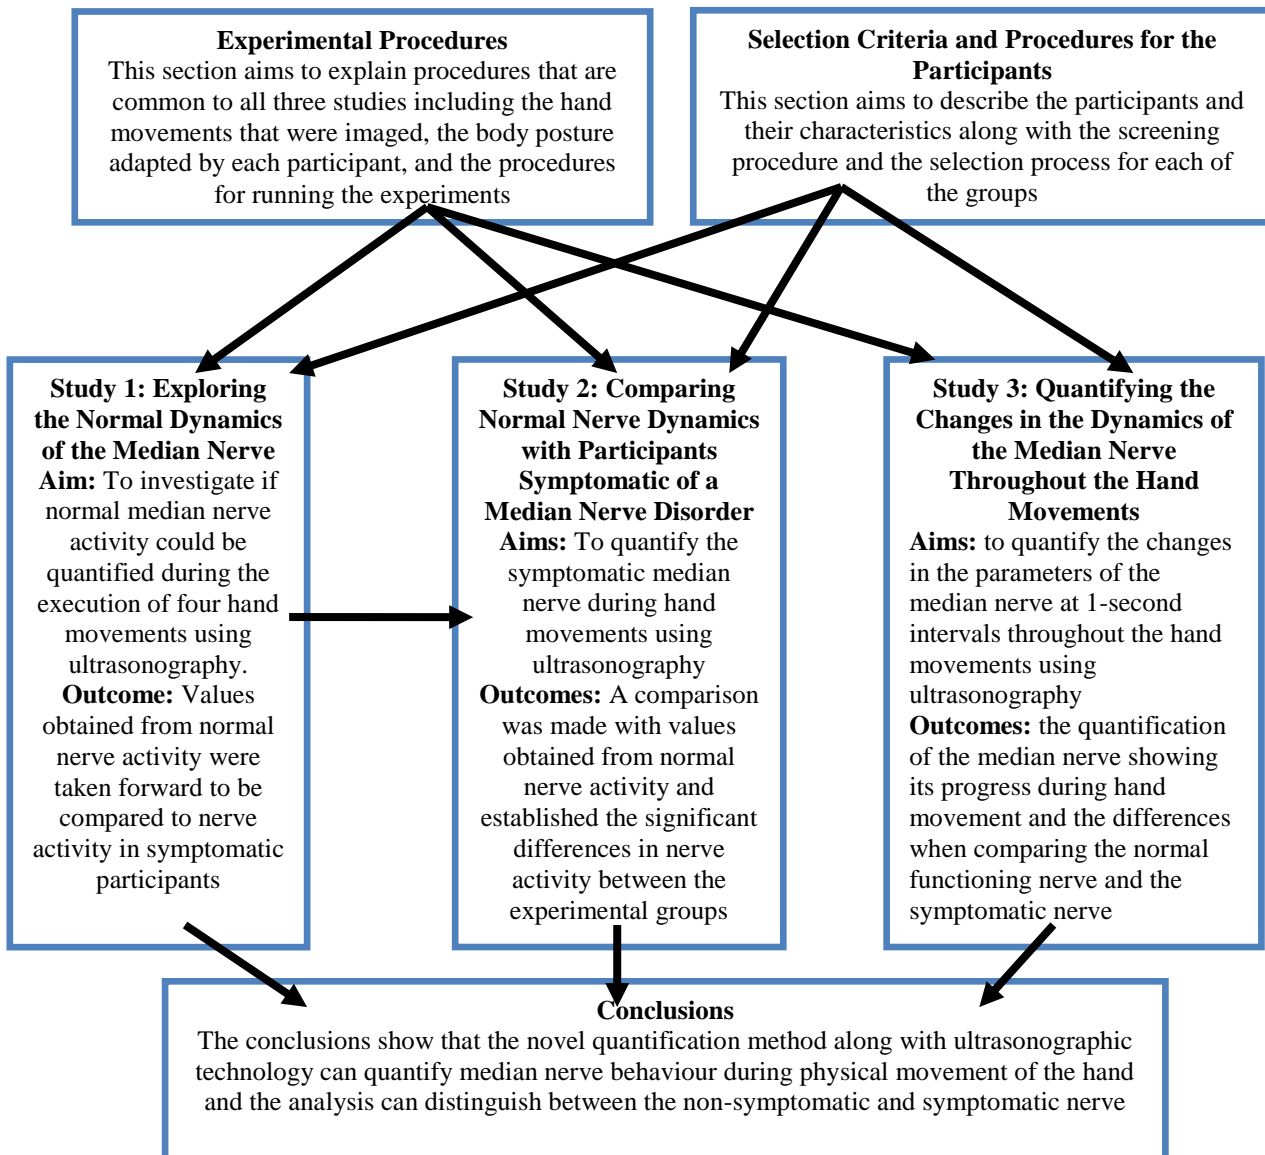 Experimental Procedures
This section aims to explain procedures that are
common to all three studies including the hand
movements that were imaged, the body posture
adapted by each participant, and the procedures
for running the experiments
Selection Criteria and Procedures for the
Participants
This section aims to describe the participants and
their characteristics along with the screening
procedure and the selection process for each of
the groups
Study 1: Exploring
the Normal Dynamics
of the Median Nerve
Aim: To investigate if
normal median nerve
activity could be
quantified during the
execution of four hand
movements using
ultrasonography.
Outcome: Values
obtained from normal
nerve activity were
taken forward to be
compared to nerve
activity in symptomatic
participants
Study 2: Comparing
Normal Nerve Dynamics
with Participants
Symptomatic of a
Median Nerve Disorder
Aims: To quantify the
symptomatic median
nerve during hand
movements using
ultrasonography
Outcomes: A comparison
was made with values
obtained from normal
nerve activity and
established the significant
differences in nerve
activity between the
experimental groups
Study 3: Quantifying the
Changes in the Dynamics of
the Median Nerve
Throughout the Hand
Movements
Aims: to quantify the changes
in the parameters of the
median nerve at 1-second
intervals throughout the hand
movements using
ultrasonography
Outcomes: the quantification
of the median nerve showing
its progress during hand
movement and the differences
when comparing the normal
functioning nerve and the
symptomatic nerve
Conclusions
The conclusions show that the novel quantification method along with ultrasonographic
technology can quantify median nerve behaviour during physical movement of the hand
and the analysis can distinguish between the non-symptomatic and symptomatic nerve